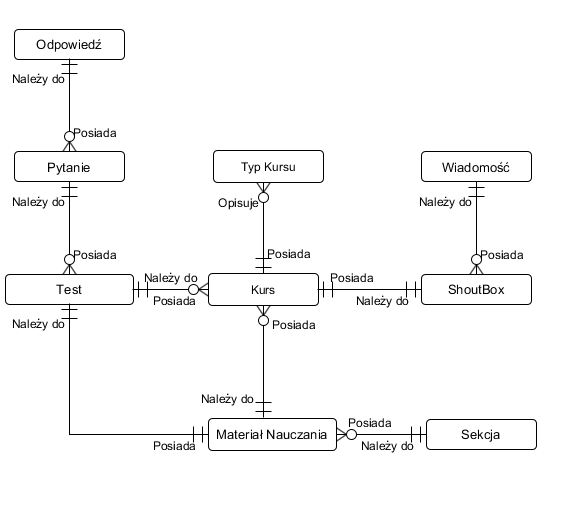 Odpowiedź
Należy do
Posiada
Pytanie
Typ Kursu
Wiadomość
Należy do
Opisuje
Należy do
Posiada
Posiada
Posiada
Należy do
Posiada
Test
Posiada
Kurs
Należy do
ShoutBox
Należy do
Posiada
Należy do
Posiada
Posiada
Materiał Nauczania
Należy do
Sekcja